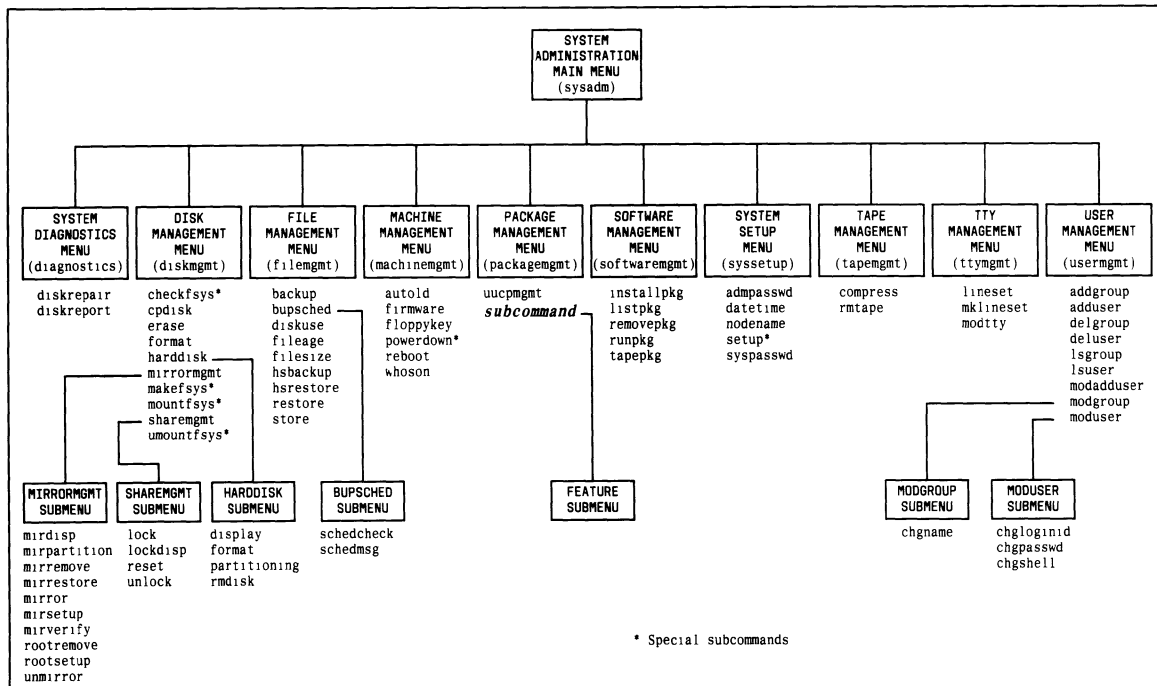 SYSTEM
ADMINISTRATION
MAIN MENU
(sysadm)
SYSTEM
DIAGNOSTICS
MENU
(diagnostics)
diskrepair
diskreport
DISK
MANAGEMENT
MENU
(diskmgmt)
checkfsys*
cpdisk
erase
format
harddisk
mirrormgmt
makefsys*
mountfsys*
sharemgmt
umountfsys*
FILE
MANAGEMENT
MENU
(filemgmt)
backup
bupsched
diskuse
fileage
filesize
hsbackup
hsrestore
restore
store
MACHINE
MANAGEMENT
MENU
(machinemgmt)
autold
firmware
floppykey
powerdown*
reboot
whoson
PACKAGE
MANAGEMENT
MENU
(packagemgmt)
uucpmgmt
subcommand
SOFTWARE
MANAGEMENT
MENU
(softwaremgmt)
installpkg
listpkg
removepkg
runpkg
tapepkg
SYSTEM
SETUP
MENU
(syssetup)
admpasswd
datetime
nodename
setup*
syspasswd
TAPE
MANAGEMENT
MENU
(tapemgmt)
compress
rmtape
TTY
MANAGEMENT
MENU
(ttymgmt)
lineset
mklineset
modtty
USER
MANAGEMENT
MENU
(usermgmt)
addgroup
adduser
delgroup
deluser
lsgroup
lsuser
modadduser
modgroup
moduser
MIRRORMGMT
SUBMENU
mirdisp
mirpartition
mirremove
mirrestore
mirror
mirsetup
mirverify
rootremove
rootsetup
unmirror
SHAREMGMT
SUBMENU
lock
lockdisp
reset
unlock
HARDDISK
SUBMENU
display
format
partitioning
rmdisk
BUPSCHED
SUBMENU
schedcheck
schedmsg
FEATURE
SUBMENU
MODGROUP
SUBMENU
chgname
MODUSER
SUBMENU
chgloginid
chgpasswd
chgshell
* Special subcommands